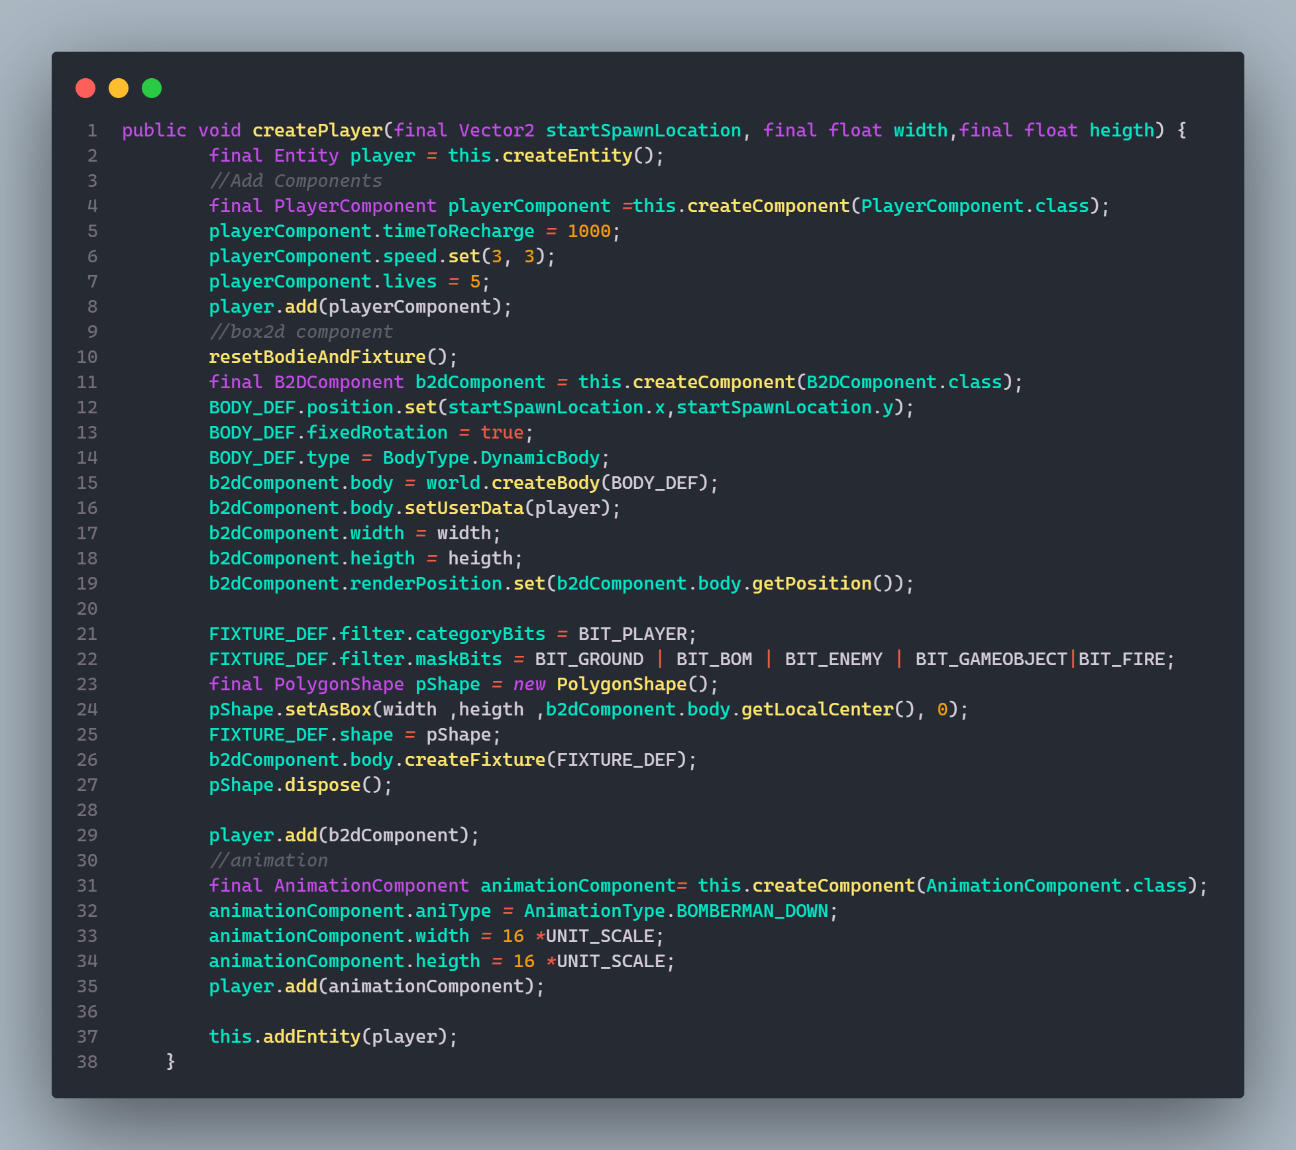 1 public void createPlayer(final Vector2 startSpawnLocation, final float width,final float heigth) {
2 final Entity player = this.createEntity();
3 //Add Components
4 final PlayerComponent playerComponent =this.createComponent(PlayerComponent.class);
5 playerComponent.timeToRecharge = 1000;
6 playerComponent.speed.set(3, 3);
7 playerComponent.lives = 5;
8 player.add(playerComponent);
9 //box2d component
10 resetBodieAndFixture();
11 final B2DComponent b2dComponent = this.createComponent(B2DComponent.class);
12 BODY_DEF.position.set(startSpawnLocation.x,startSpawnLocation.y);
13 BODY_DEF.fixedRotation = true;
14 BODY_DEF.type = BodyType.DynamicBody;
15 b2dComponent.body = world.createBody(BODY_DEF);
16 b2dComponent.body.setUserData(player);
17 b2dComponent.width = width;
18 b2dComponent.heigth = heigth;
19 b2dComponent.renderPosition.set(b2dComponent.body.getPosition());
20
21 FIXTURE_DEF.filter.categoryBits = BIT_PLAYER;
22 FIXTURE_DEF.filter.maskBits = BIT_GROUND | BIT_BOM | BIT_ENEMY | BIT_GAMEOBJECT|BIT_FIRE;
23 final PolygonShape pShape = new PolygonShape();
24 pShape.setAsBox(width ,heigth ,b2dComponent.body.getLocalCenter(), 0);
25 FIXTURE_DEF.shape = pShape;
26 b2dComponent.body.createFixture(FIXTURE_DEF);
27 pShape.dispose();
28
29 player.add(b2dComponent);
30 //animation
31 final AnimationComponent animationComponent= this.createComponent(AnimationComponent.class);
32 animationComponent.aniType = AnimationType.BOMBERMAN_DOWN;
33 animationComponent.width = 16 *UNIT_SCALE;
34 animationComponent.heigth = 16 *UNIT_SCALE;
35 player.add(animationComponent);
36
37 this.addEntity(player);
38 }